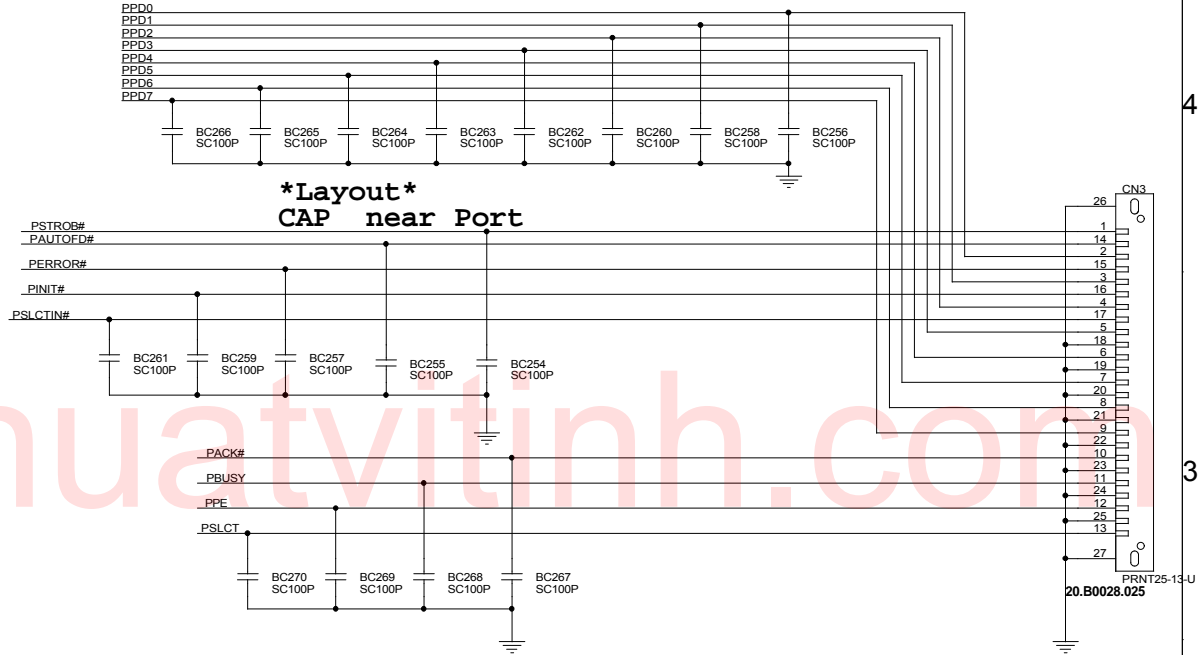 PPD0
PPD1
PPD2
PPD3
PPD4
PPD5
PPD6
PPD7
4
BC266
SC100P
BC265
SC100P
BC264
SC100P
BC263
SC100P
BC262
SC100P
BC260
SC100P
BC258
SC100P
BC256
SC100P
*Layout*
CAP near Port
CN3
26
PSTROB#
PAUTOFD#
PERROR#
PINIT#
PSLCTIN#
1
14
2
15
3
16
4
17
5
18
6
19
7
20
8
21
9
22
10
23
11
24
12
25
13
27
BC261
SC100P
BC259
SC100P
BC257
SC100P
BC255
SC100P
BC254
SC100P
huatvitinh.com
3
PACK#
PBUSY
PPE
PSLCT
BC270
SC100P
BC269
SC100P
BC268
SC100P
BC267
SC100P
PRNT25-13-U
20.B0028.025